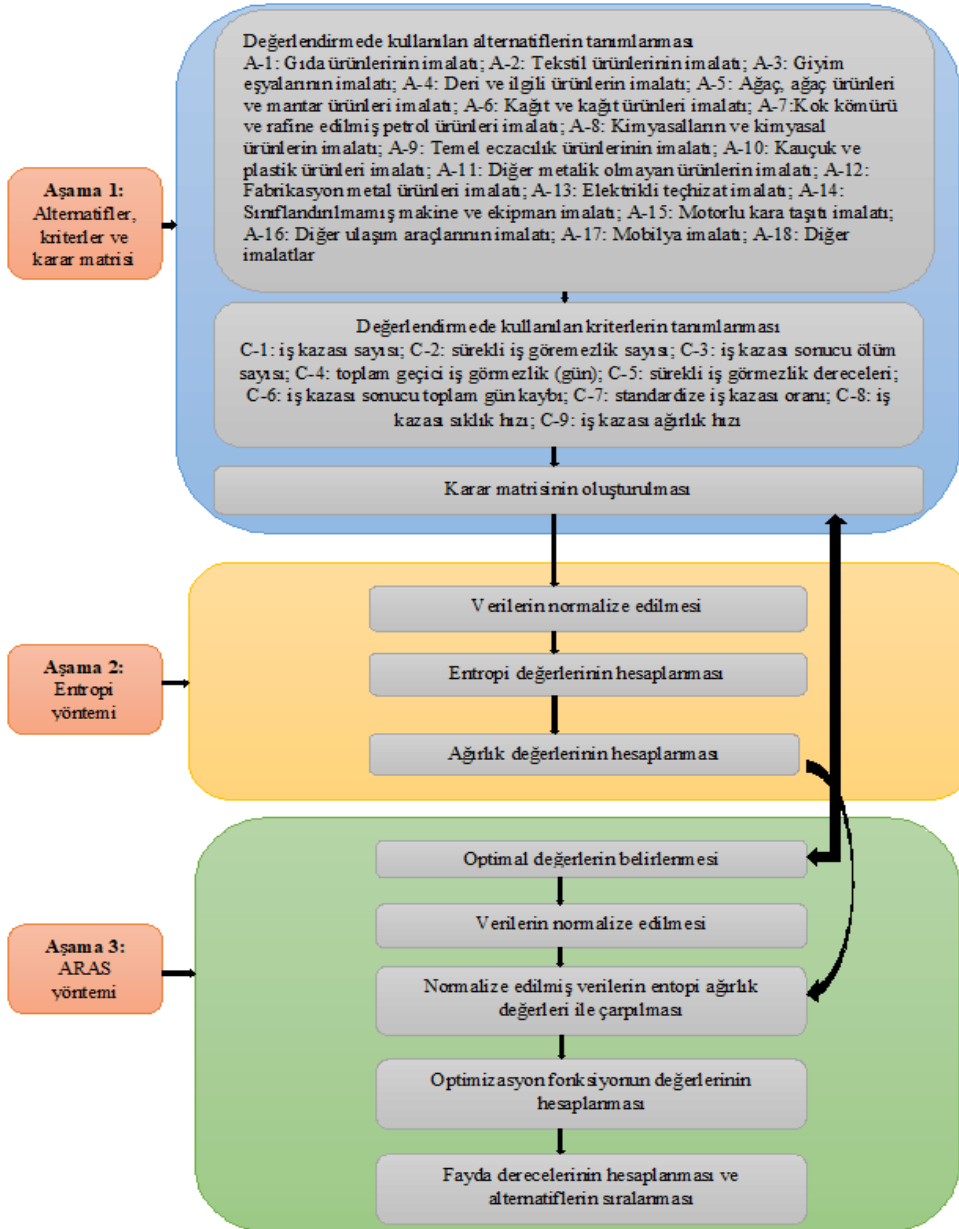 Değerlendirmede kullanılan alternatiflerin tanımlanması
A-1: Gıda ürünlerinin imalatı; A-2: Tekstil ürünlerinin imalatı; A-3: Giyim
eşyalarının imalatı; A-4: Deri ve ilgili ürünlerin imalatı; A-5: Ağaç, ağaç ürünleri
ve mantar ürünleri imalatı; A-6: Kağıt ve kağıt ürünleri imalatı; A-7:Kok kömürü
ve rafine edilmiş petrol ürünleri imalatı; A-8: Kimyasalların ve kimyasal
ürünlerin imalatı; A-9: Temel eczacılık ürünlerinin imalatı; A-10: Kauçuk ve
plastik ürünleri imalatı; A-11: Diğer metalik olmayan ürünlerin imalatı; A-12:
Fabrikasyon metal ürünleri imalatı; A-13: Elektrikli teçhizat imalatı; A-14:
Sınıflandırılmamış makine ve ekipman imalatı; A-15: Motorlu kara taşıtı imalatı;
A-16: Diğer ulaşım araçlarının imalatı; A-17: Mobilya imalatı; A-18: Diğer
imalatlar
Aşama 1:
Alternatifler,
kriterler ve
karar matrisi
Değerlendirmede kullanılan kriterlerin tanımlanması
C-1: iş kazası sayısı; C-2: sürekli iş göremezlik sayısı; C-3: iş kazası sonucu ölüm
sayısı; C-4: toplam geçici iş görmezlik (gün); C-5: sürekli iş görmezlik dereceleri;
C-6: iş kazası sonucu toplam gün kaybı; C-7: standardize iş kazası oranı; C-8: iş
kazası sıklık hızı; C-9: iş kazası ağırlık hızı
Karar matrisinin oluşturulması
Aşama 2:
Entropi
yöntemi
Verilerin normalize edilmesi
Entropi değerlerinin hesaplanması
Ağırlık değerlerinin hesaplanması
Aşama 3:
ARAS
yöntemi
Optimal değerlerin belirlenmesi
Verilerin normalize edilmesi
Normalize edilmiş verilerin entopi ağırlık
değerleri ile çarpılması
Optimizasyon fonksiyonun değerlerinin
hesaplanması
Fayda derecelerinin hesaplanması ve
alternatiflerin sıralanması